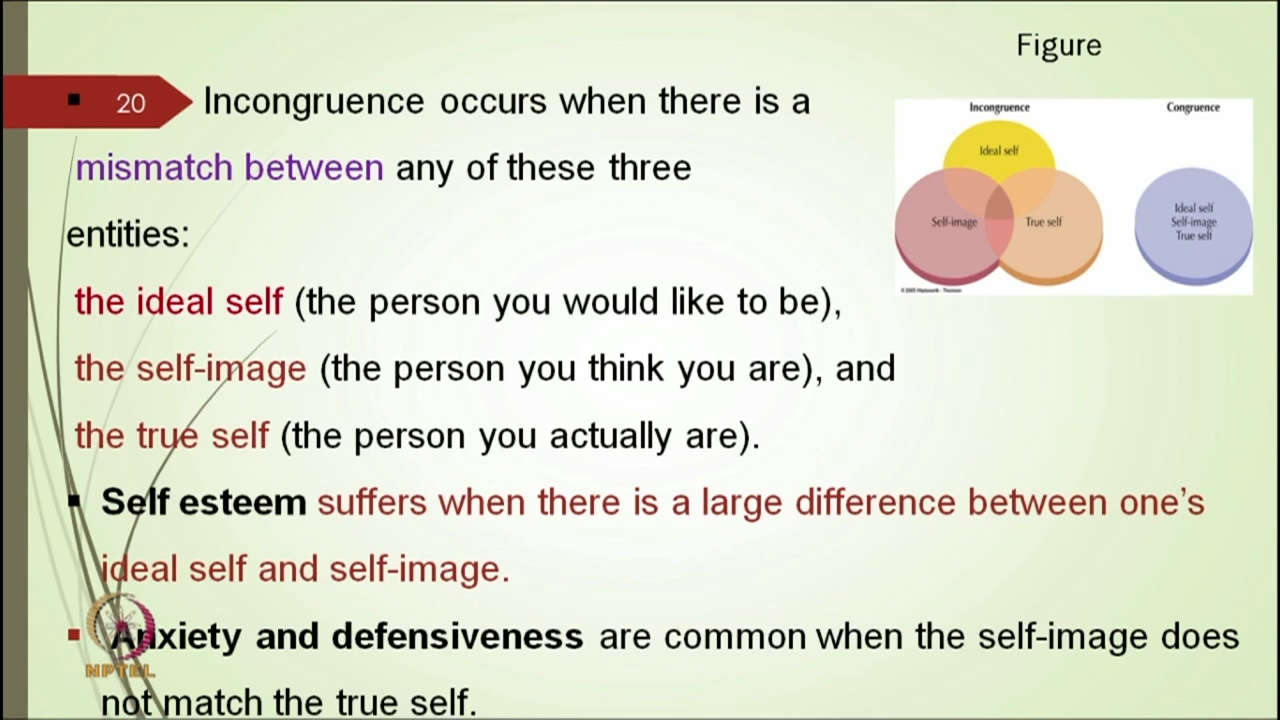 Figure
20
Incongruence occurs when there is a
mismatch between any of these three
entities:
the ideal self (the person you would like to be),
the self-image (the person you think you are), and
the true self (the person you actually are).
Self esteem suffers when there is a large difference between one's
ideal self and self-image.
Anxiety and defensiveness are common when the self-image does
not match the true self.
Incongruence
Ideal self
Self-image
True self
Congruence
Ideal self
Self-image
True self
NPTEL